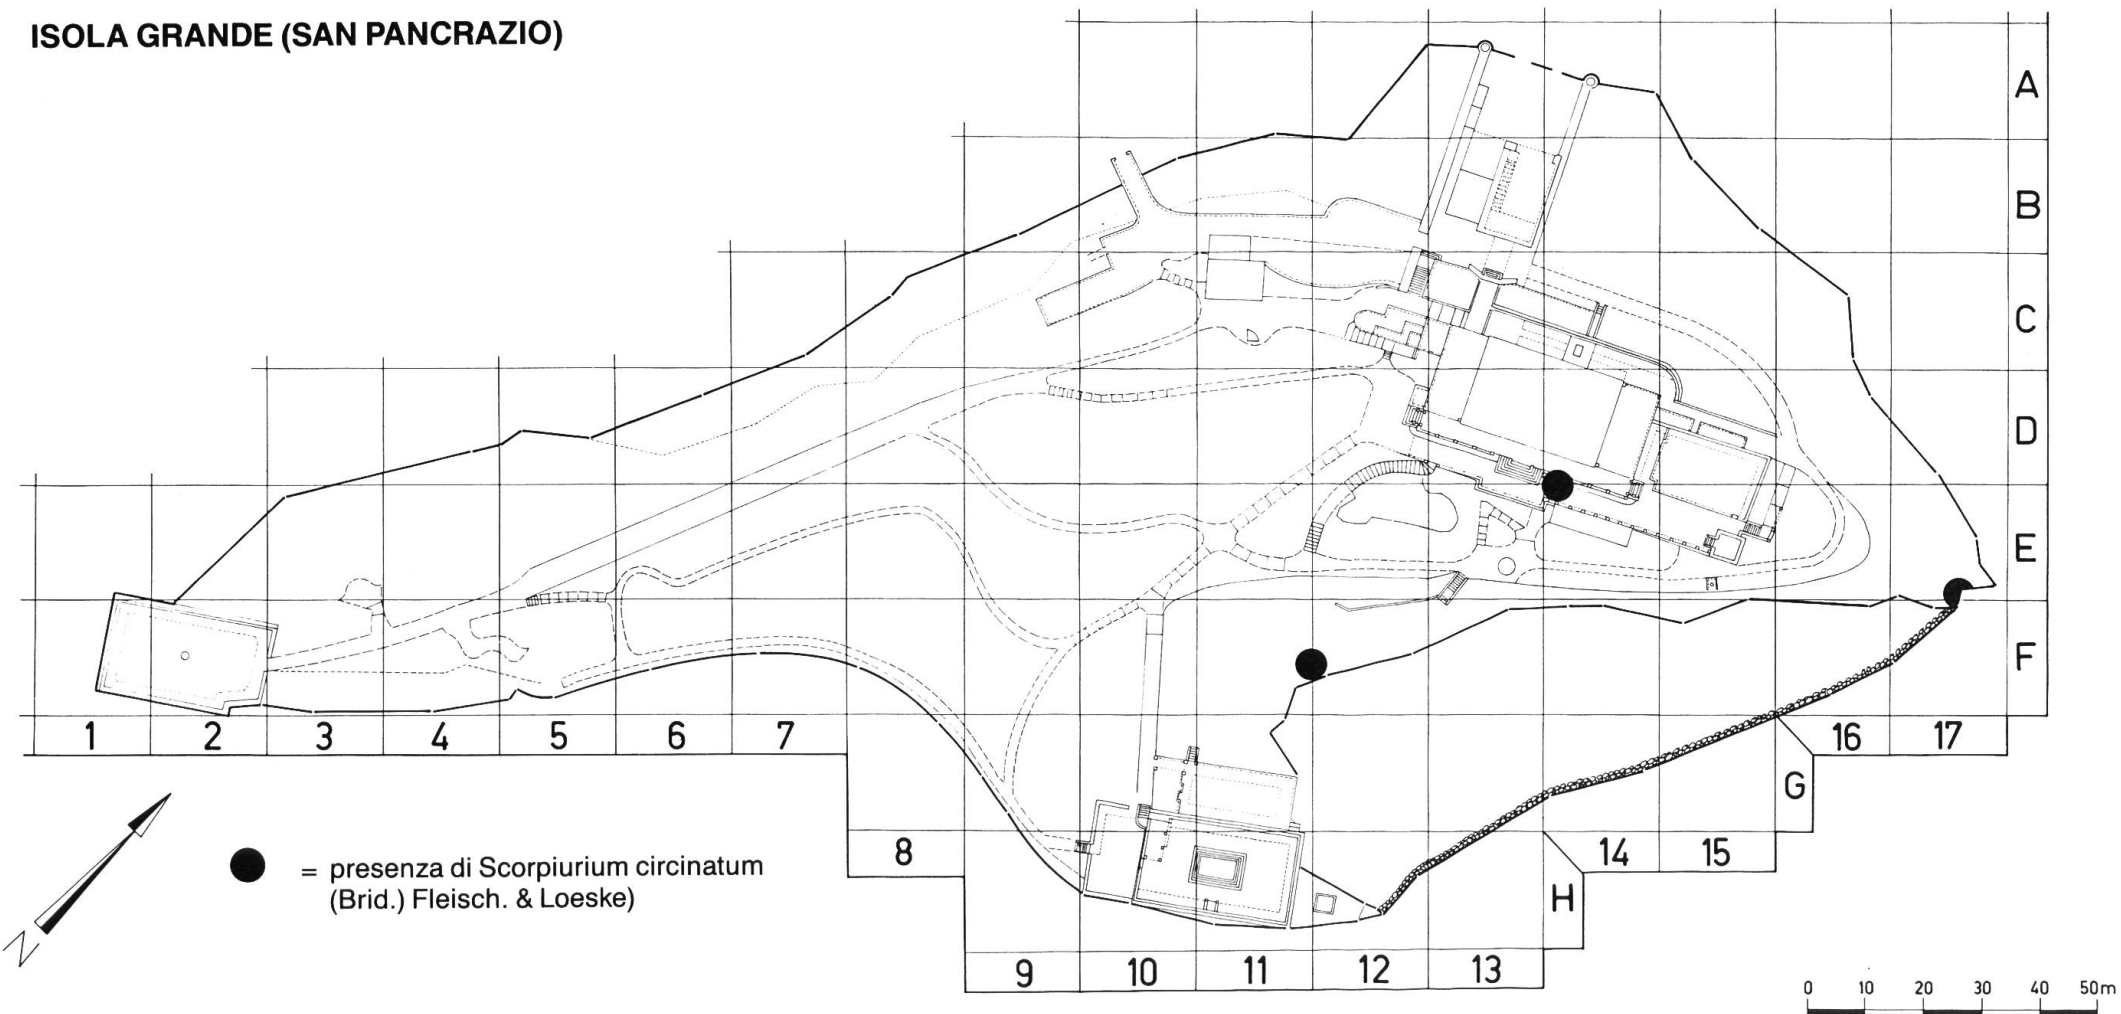 ISOLA GRANDE (SAN PANCRAZIO)
A
B
C
D
E
F
1 2 3 4 5 6 7 16 17
G
8 14 15
H
9 10 11 12 13
N
= presenza di Scorpiurium circinatum
(Brid.) Fleisch. & Loeske)
0 10 20 30 40 50m